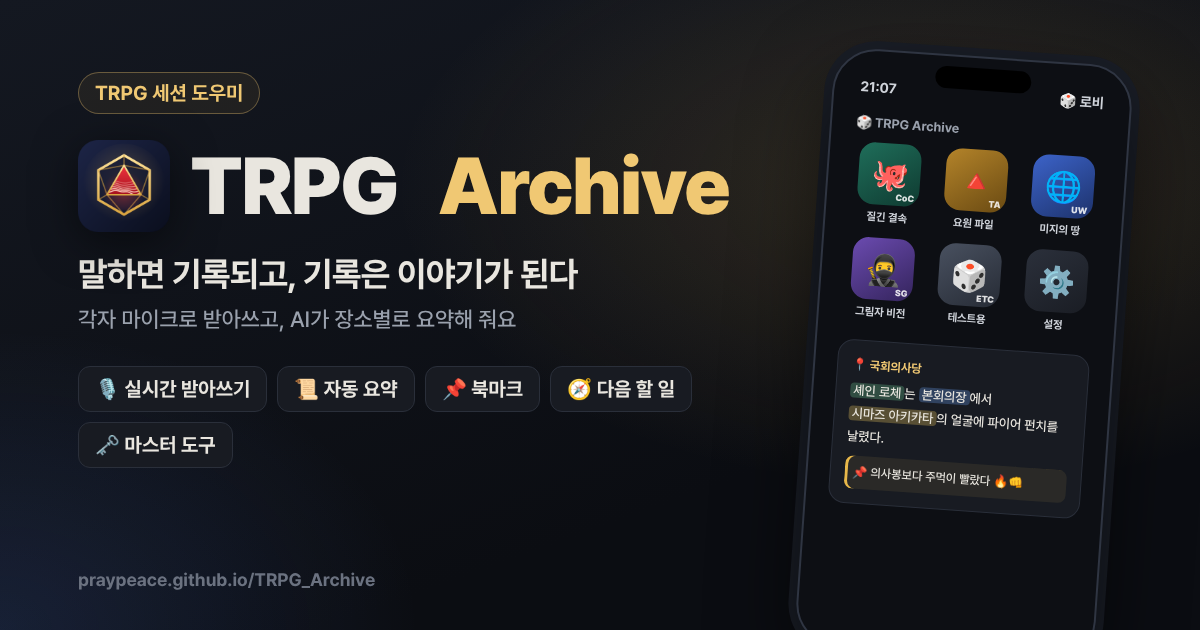 TRPG 세션 도우미
TRPG Archive
말하면 기록되고, 기록은 이야기가 된다
각자 마이크로 받아쓰고, AI가 장소별로 요약해 줘요
🎙️ 실시간 받아쓰기
📜 자동 요약
📌 북마크
🧭 다음 할 일
🗝️ 마스터 도구
praypeace.github.io/TRPG_Archive
21:07
🎲 로비
🎲 TRPG Archive
CoC
TA
UW
질긴 결속
요원 파일
미지의 땅
SG
ETC
그림자 비전
테스트용
설정
📍 국회의사당
셰인 로체는 본회의장에서
시마즈 아키카타의 얼굴에 파이어 펀치를
날렸다.
📌 의사봉보다 주먹이 빨랐다 🔥👊